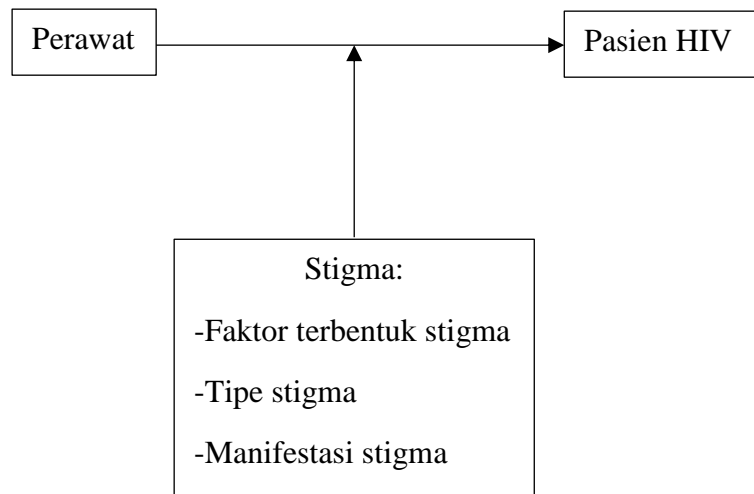 Perawat
Pasien HIV
Stigma:
-Faktor terbentuk stigma
-Tipe stigma
-Manifestasi stigma